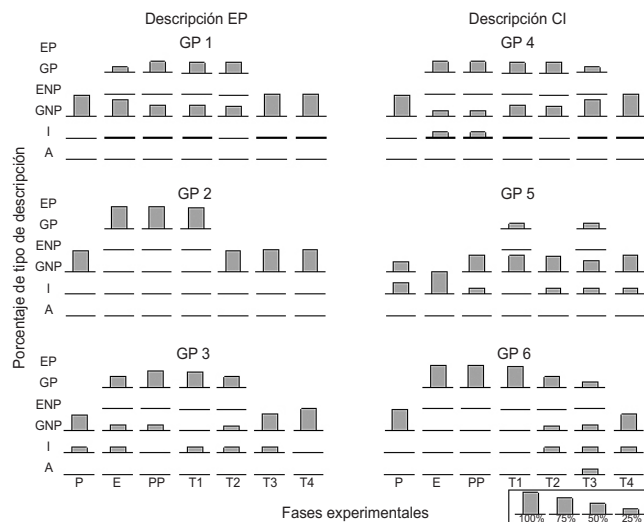 Descripción EP
Descripción CI
GP 1
GP 4
EP
GP
ENP
GNP
I
A
GP 2
GP 5
EP
GP
ENP
GNP
I
A
GP 3
GP 6
EP
GP
ENP
GNP
I
A
P E PP T1 T2 T3 T4
P E PP T1 T2 T3 T4
Porcentaje de tipo de descripción
Fases experimentales
100% 75% 50% 25%